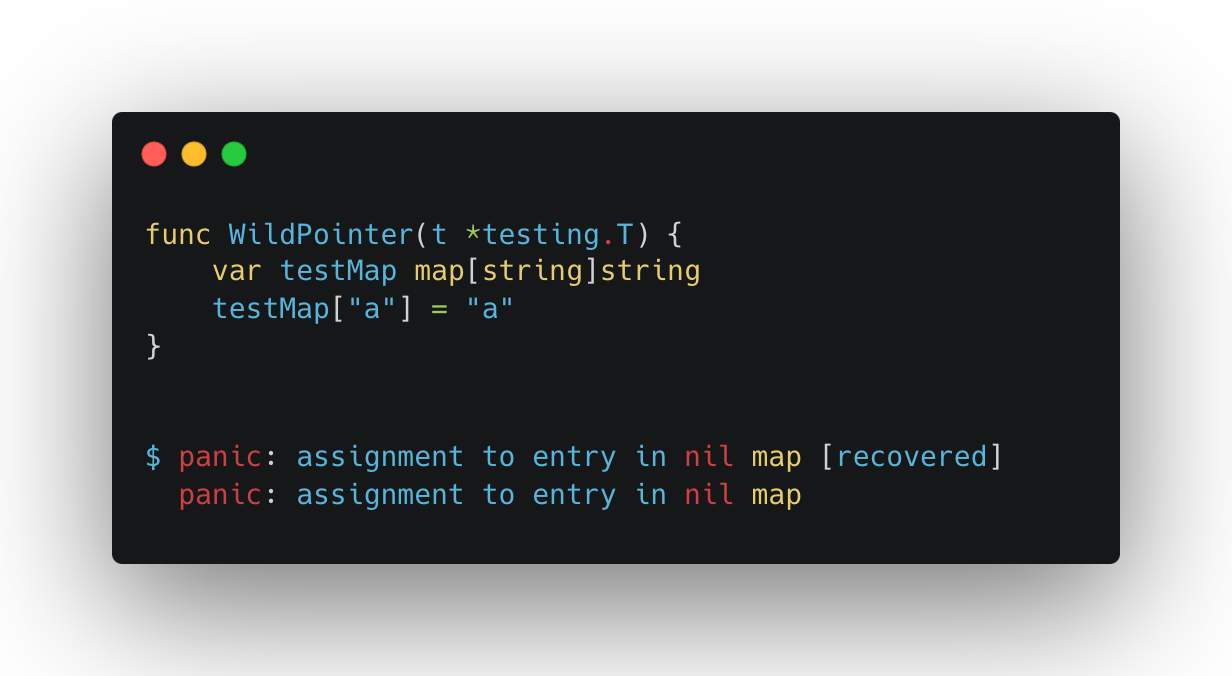 func WildPointer(t *testing.T) {
    var testMap map[string]string
    testMap["a"] = "a"
}
$ panic: assignment to entry in nil map [recovered]
  panic: assignment to entry in nil map